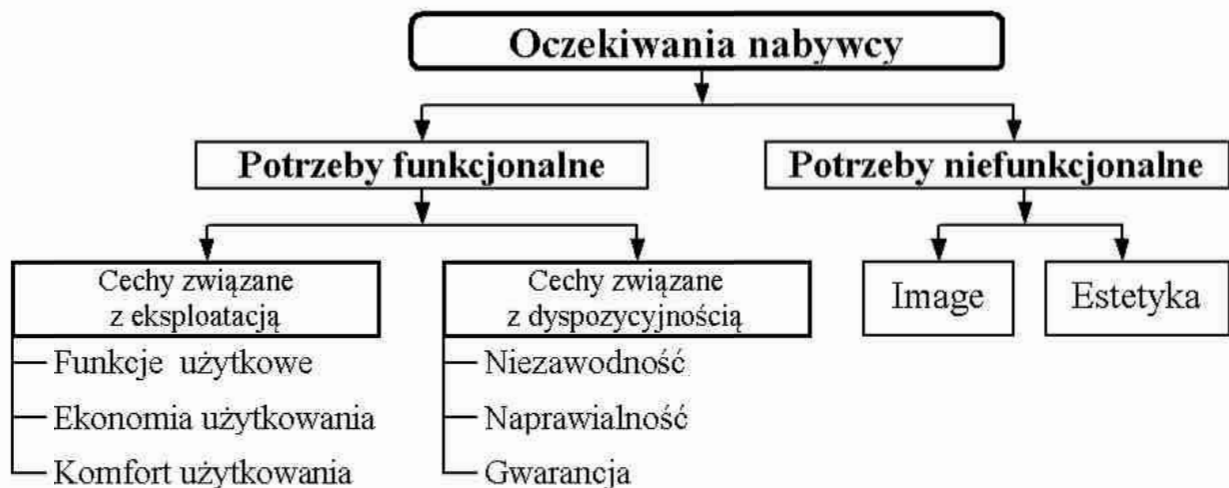 Oczekiwania nabywcy
Potrzeby funkcjonalne
Potrzeby niefunkcjonalne
Cechy związane
z eksploatacją
Funkcje użytkowe
Ekonomia użytkowania
Komfort użytkowania
Cechy związane
z dyspozycyjnością
Niezawodność
Naprawialność
Gwarancja
Image
Estetyka